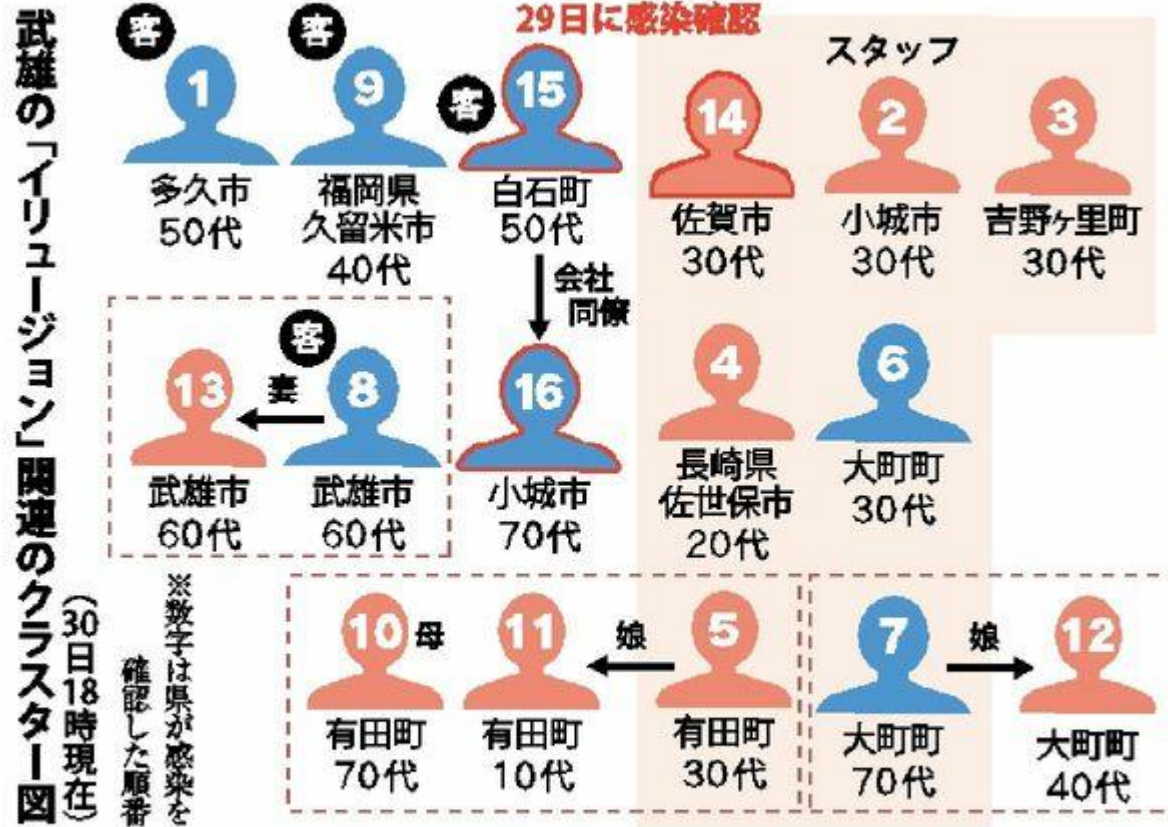 武雄の「イリュージョン」関連のクラスター図
(30日18時現在)
※数字は県が感染を
確認した順番
29日に感染確認
スタッフ
客
1
多久市
50代
客
9
福岡県
久留米市
40代
客
15
白石町
50代
14
佐賀市
30代
2
小城市
30代
3
吉野ヶ里町
30代
会社
同僚
13
武雄市
60代
妻
客
8
武雄市
60代
16
小城市
70代
4
長崎県
佐世保市
20代
6
大町町
30代
10
母
有田町
70代
11
有田町
10代
娘
5
有田町
30代
7
大町町
70代
娘
12
大町町
40代